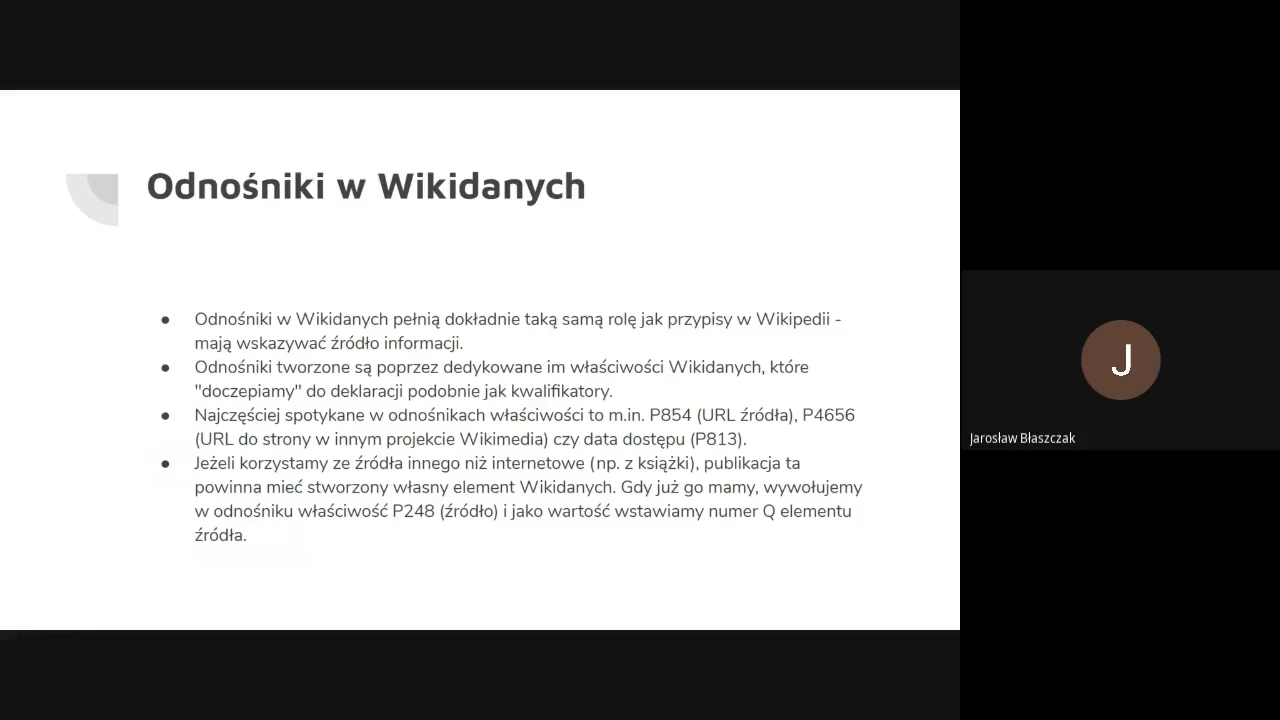 Odnośniki w Wikidanych
● Odnośniki w Wikidanych pełnią dokładnie taką samą rolę jak przypisy w Wikipedii -
mają wskazywać źródło informacji.
● Odnośniki tworzone są poprzez dedykowane im właściwości Wikidanych, które
"doczepiamy" do deklaracji podobnie jak kwalifikatory.
● Najczęściej spotykane w odnośnikach właściwości to m.in. P854 (URL źródła), P4656
(URL do strony w innym projekcie Wikimedia) czy data dostępu (P813).
● Jeżeli korzystamy ze źródła innego niż internetowe (np. z książki), publikacja ta
powinna mieć stworzony własny element Wikidanych. Gdy już go mamy, wywołujemy
w odnośniku właściwość P248 (źródło) i jako wartość wstawiamy numer Q elementu
źródła.
J
Jarosław Błaszczak